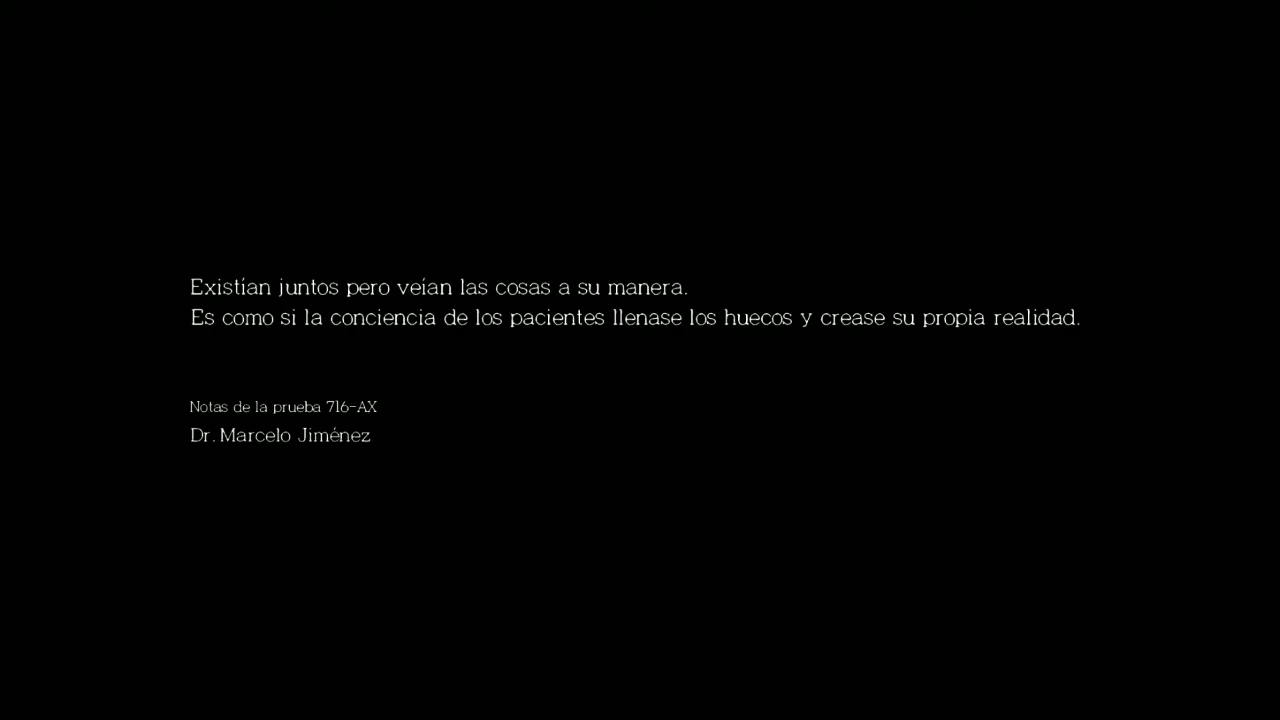 Existían juntos pero veían las cosas a su manera.
Es como si la conciencia de los pacientes llenase los huecos y crease su propia realidad.
Notas de la prueba 716-AX
Dr. Marcelo Jiménez